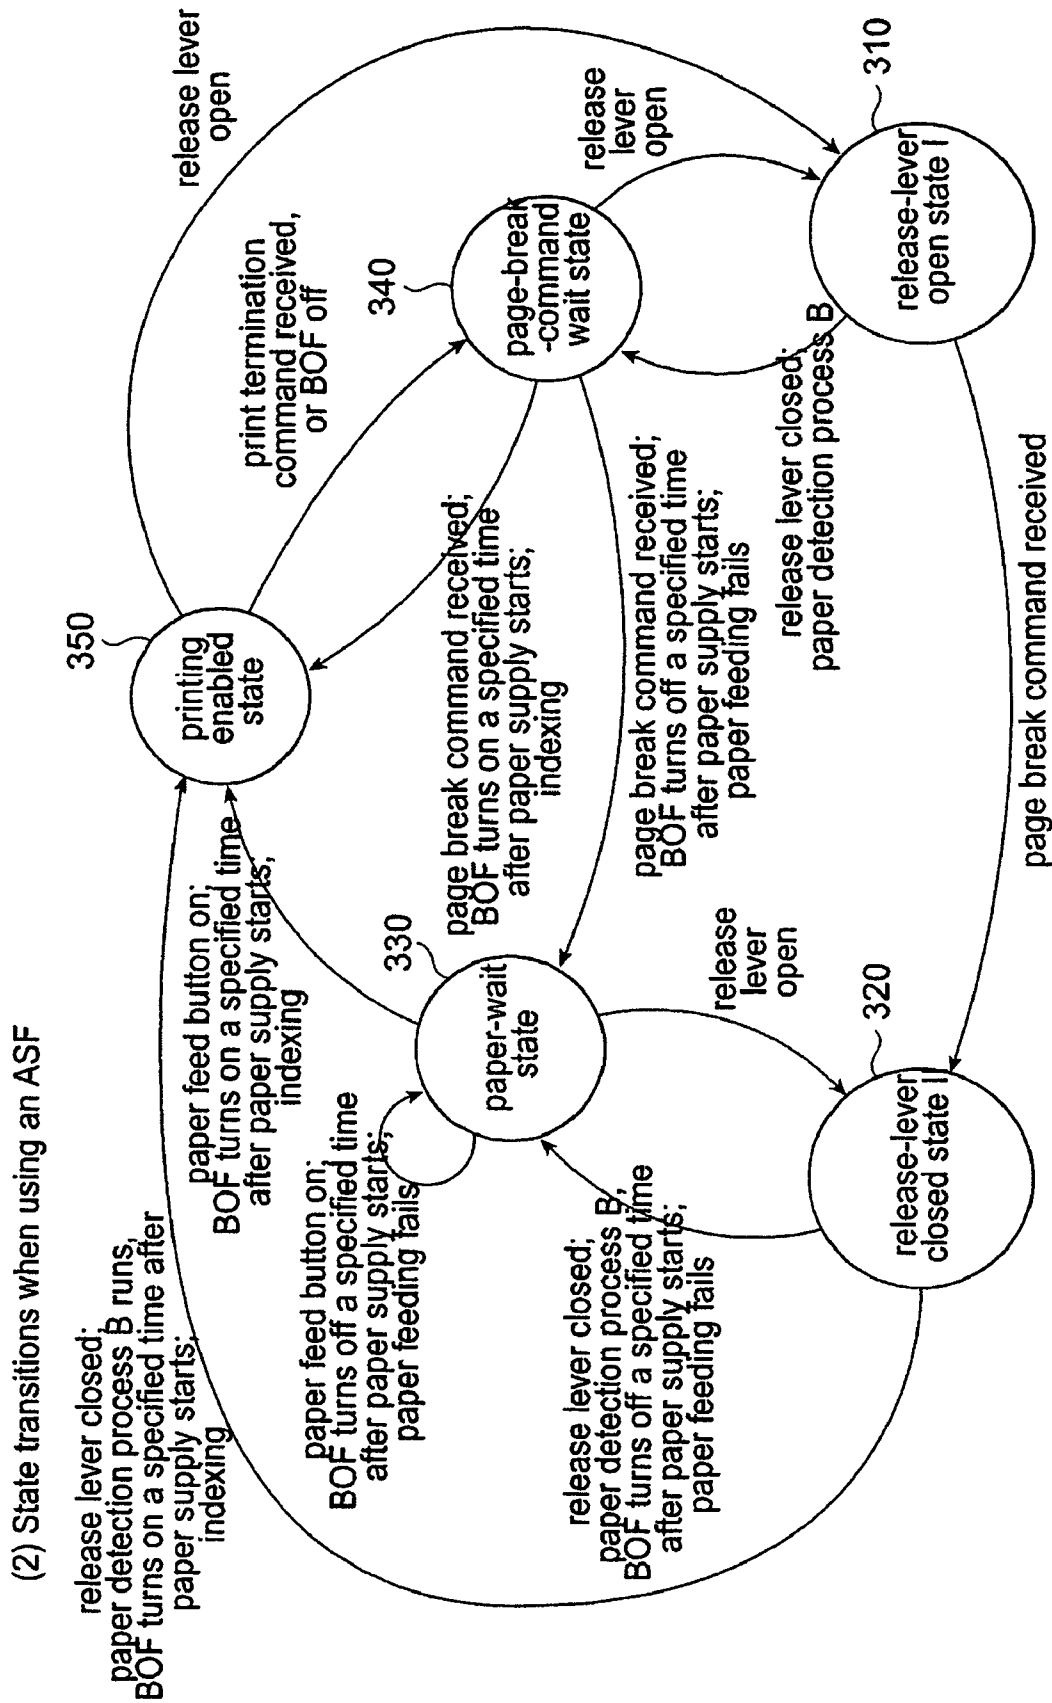 (2) State transitions when using an ASF
release lever closed;
paper detection process B runs,
BOF turns on a specified time after
paper supply starts;
indexing
350
printing
enabled
state
release lever
open
paper feed button on;
BOF turns on a specified time
after paper supply starts;
indexing
print termination
command received,
or BOF off
340
page-break
-command
wait state
release
lever
open
paper feed button on;
BOF turns off a specified time
after paper supply starts;
paper feeding fails
330
paper-wait
state
page break command received;
BOF turns on a specified time
after paper supply starts;
indexing
page break command received;
BOF turns off a specified time
after paper supply starts;
paper feeding fails
release lever closed;
paper detection process B
310
release-lever
open state I
release lever closed;
paper detection process B,
BOF turns off a specified time
after paper supply starts;
paper feeding fails
release
lever
open
320
release-lever
closed state I
page break command received